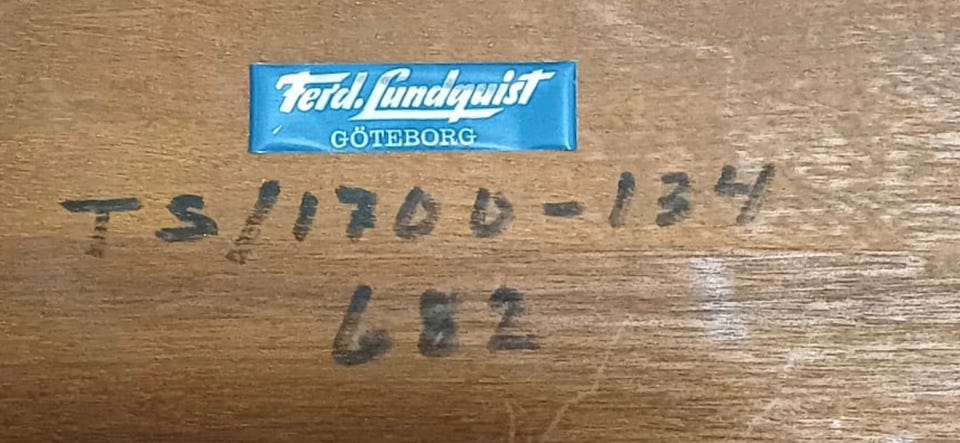 Ferd. Lundquist
GÖTEBORG
TS/1700-134
682